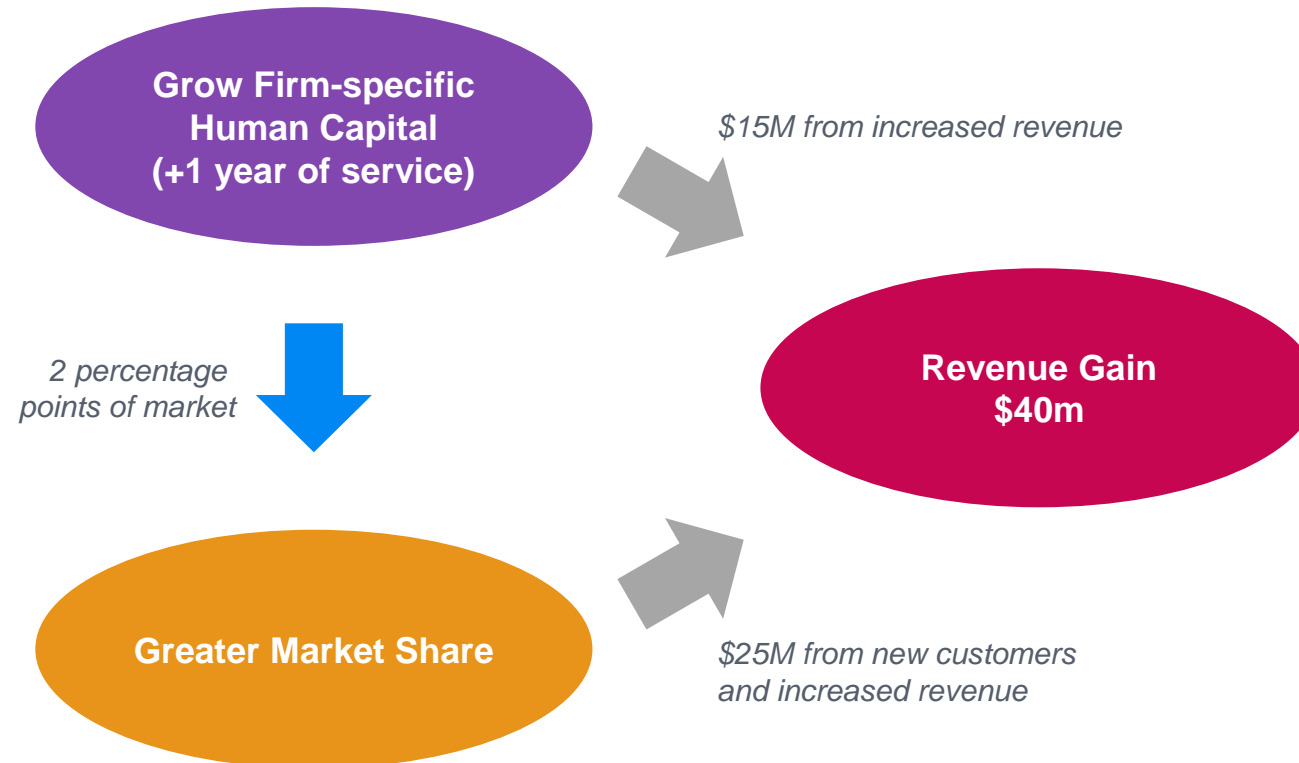 Grow Firm-specific
Human Capital
(+1 year of service)
$15M from increased revenue
2 percentage
points of market
Revenue Gain
$40m
Greater Market Share
$25M from new customers
and increased revenue